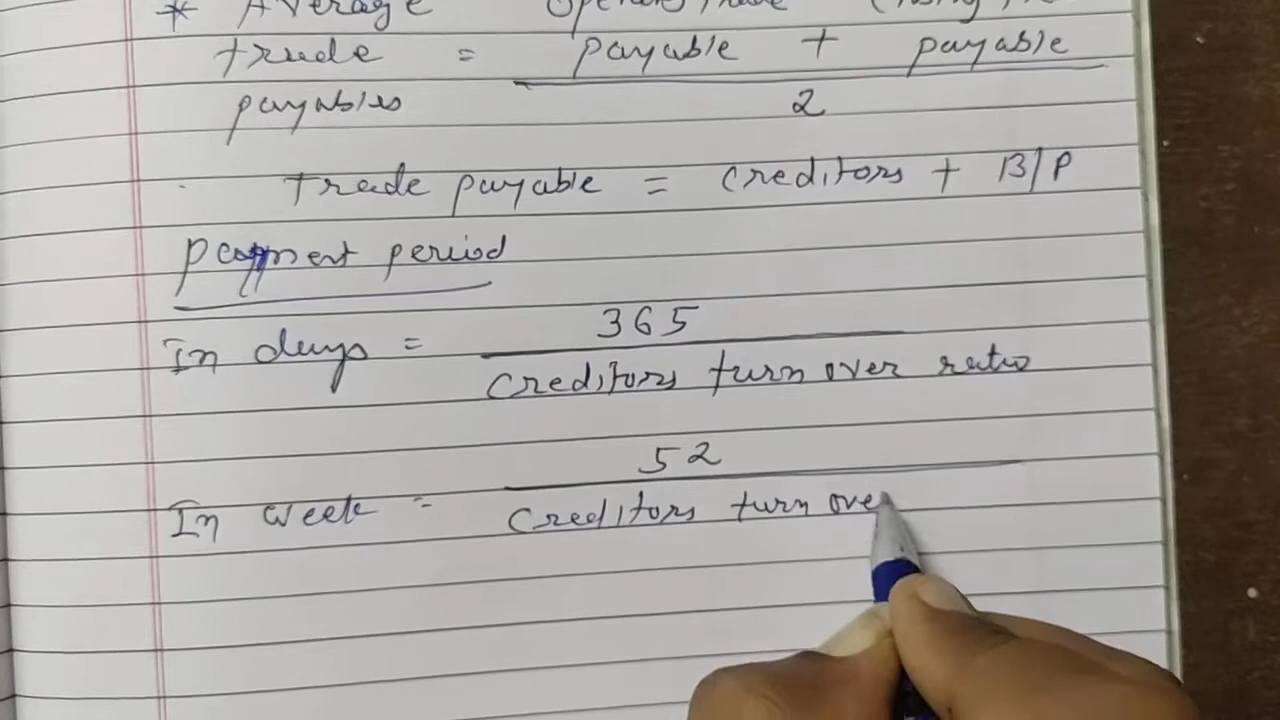 * Average
trade = payable + payable
payables 2
trade payable = creditors + B/P
payment period
In days = 365
creditors turn over ratio
In week = 52
creditors turn over